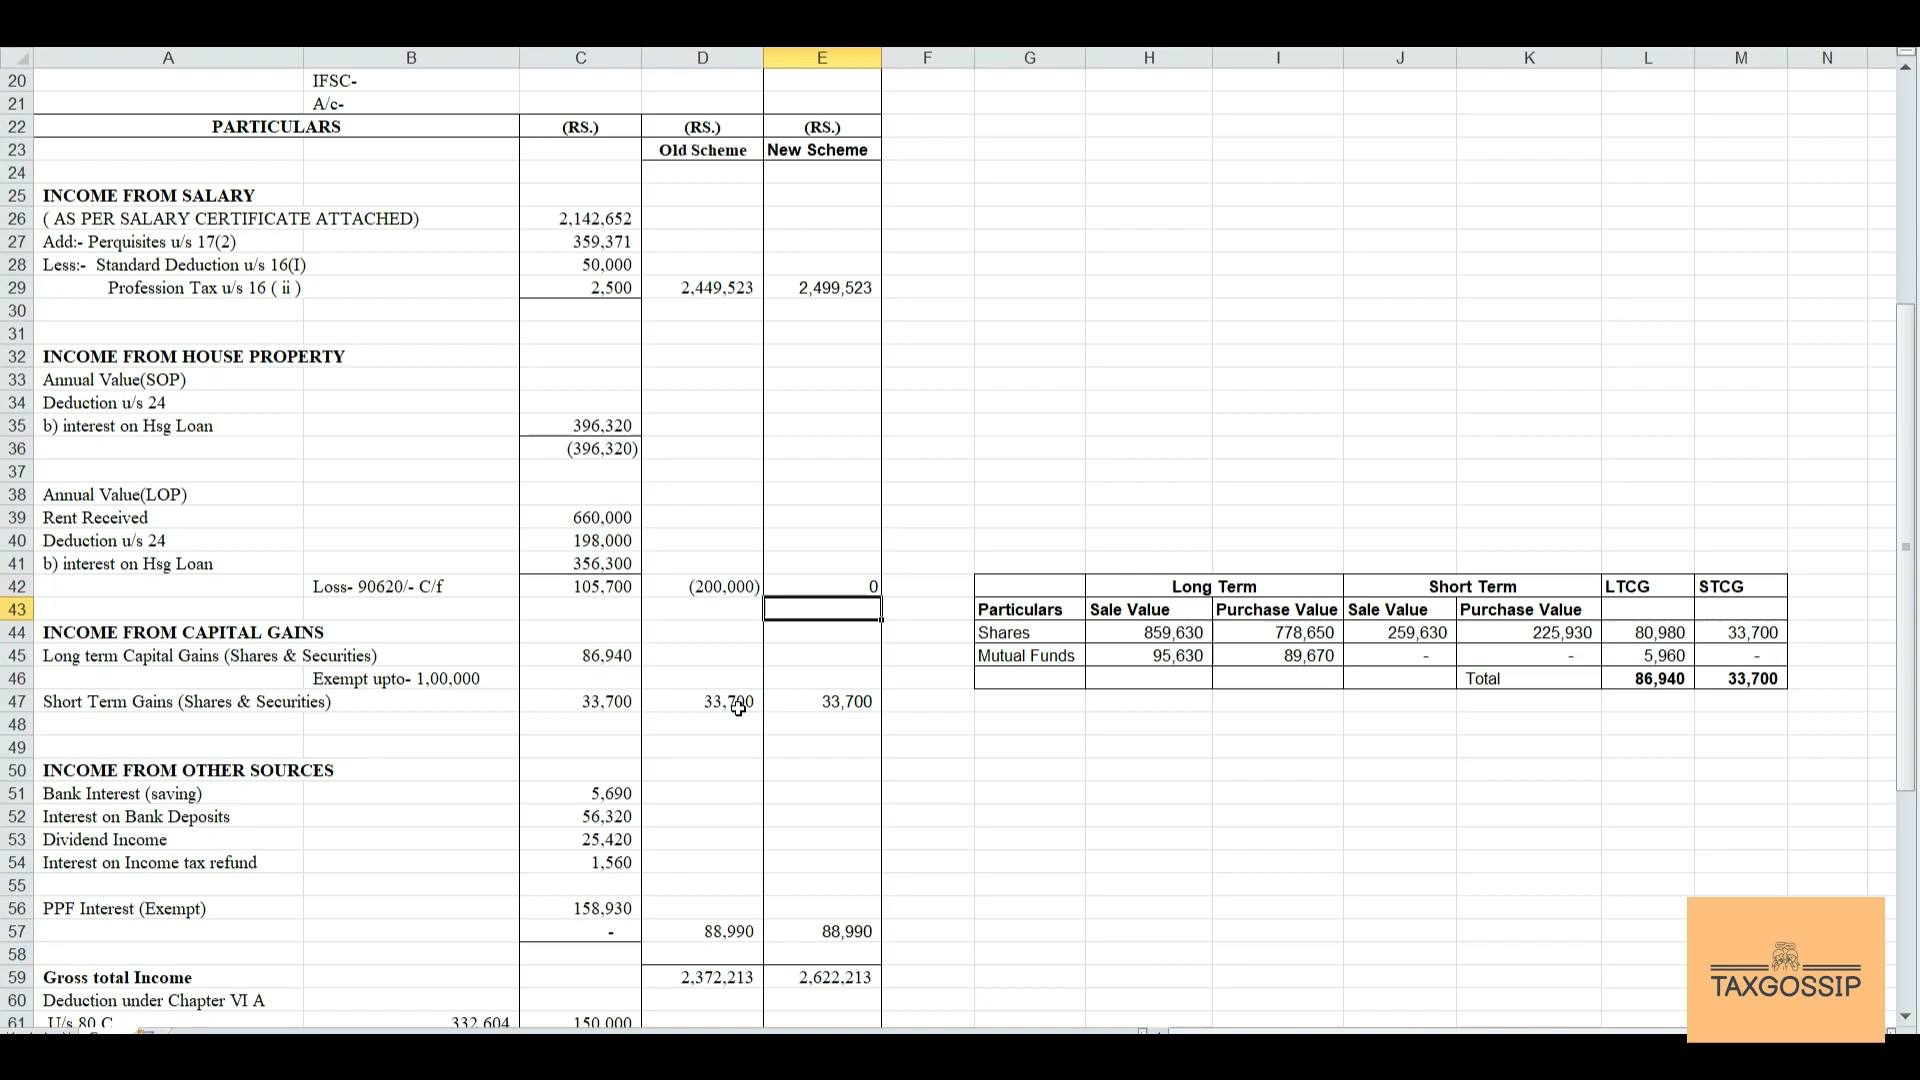 A B C D E F G H I J K L M N
20 IFSC-
21 A/c-
22 PARTICULARS (RS.) (RS.) (RS.)
23 Old Scheme New Scheme
24
25 INCOME FROM SALARY
26 ( AS PER SALARY CERTIFICATE ATTACHED) 2,142,652
27 Add:- Perquisites u/s 17(2) 359,371
28 Less:- Standard Deduction u/s 16(I) 50,000
29 Profession Tax u/s 16 ( ii ) 2,500 2,449,523 2,499,523
30
31
32 INCOME FROM HOUSE PROPERTY
33 Annual Value(SOP)
34 Deduction u/s 24
35 b) interest on Hsg Loan 396,320
36 (396,320)
37
38 Annual Value(LOP)
39 Rent Received 660,000
40 Deduction u/s 24 198,000
41 b) interest on Hsg Loan 356,300
42 Loss- 90620/- C/f 105,700 (200,000) 0 Long Term Short Term LTCG STCG
43 Particulars Sale Value Purchase Value Sale Value Purchase Value
44 INCOME FROM CAPITAL GAINS Shares 859,630 778,650 259,630 225,930 80,980 33,700
45 Long term Capital Gains (Shares & Securities) 86,940 Mutual Funds 95,630 89,670 - - 5,960 -
46 Exempt upto- 1,00,000 Total 86,940 33,700
47 Short Term Gains (Shares & Securities) 33,700 33,700 33,700
48
49
50 INCOME FROM OTHER SOURCES
51 Bank Interest (saving) 5,690
52 Interest on Bank Deposits 56,320
53 Dividend Income 25,420
54 Interest on Income tax refund 1,560
55
56 PPF Interest (Exempt) 158,930
57 - 88,990 88,990
58
59 Gross total Income 2,372,213 2,622,213
60 Deduction under Chapter VI A
61 U/s 80 C 332,604 150,000
TAXGOSSIP